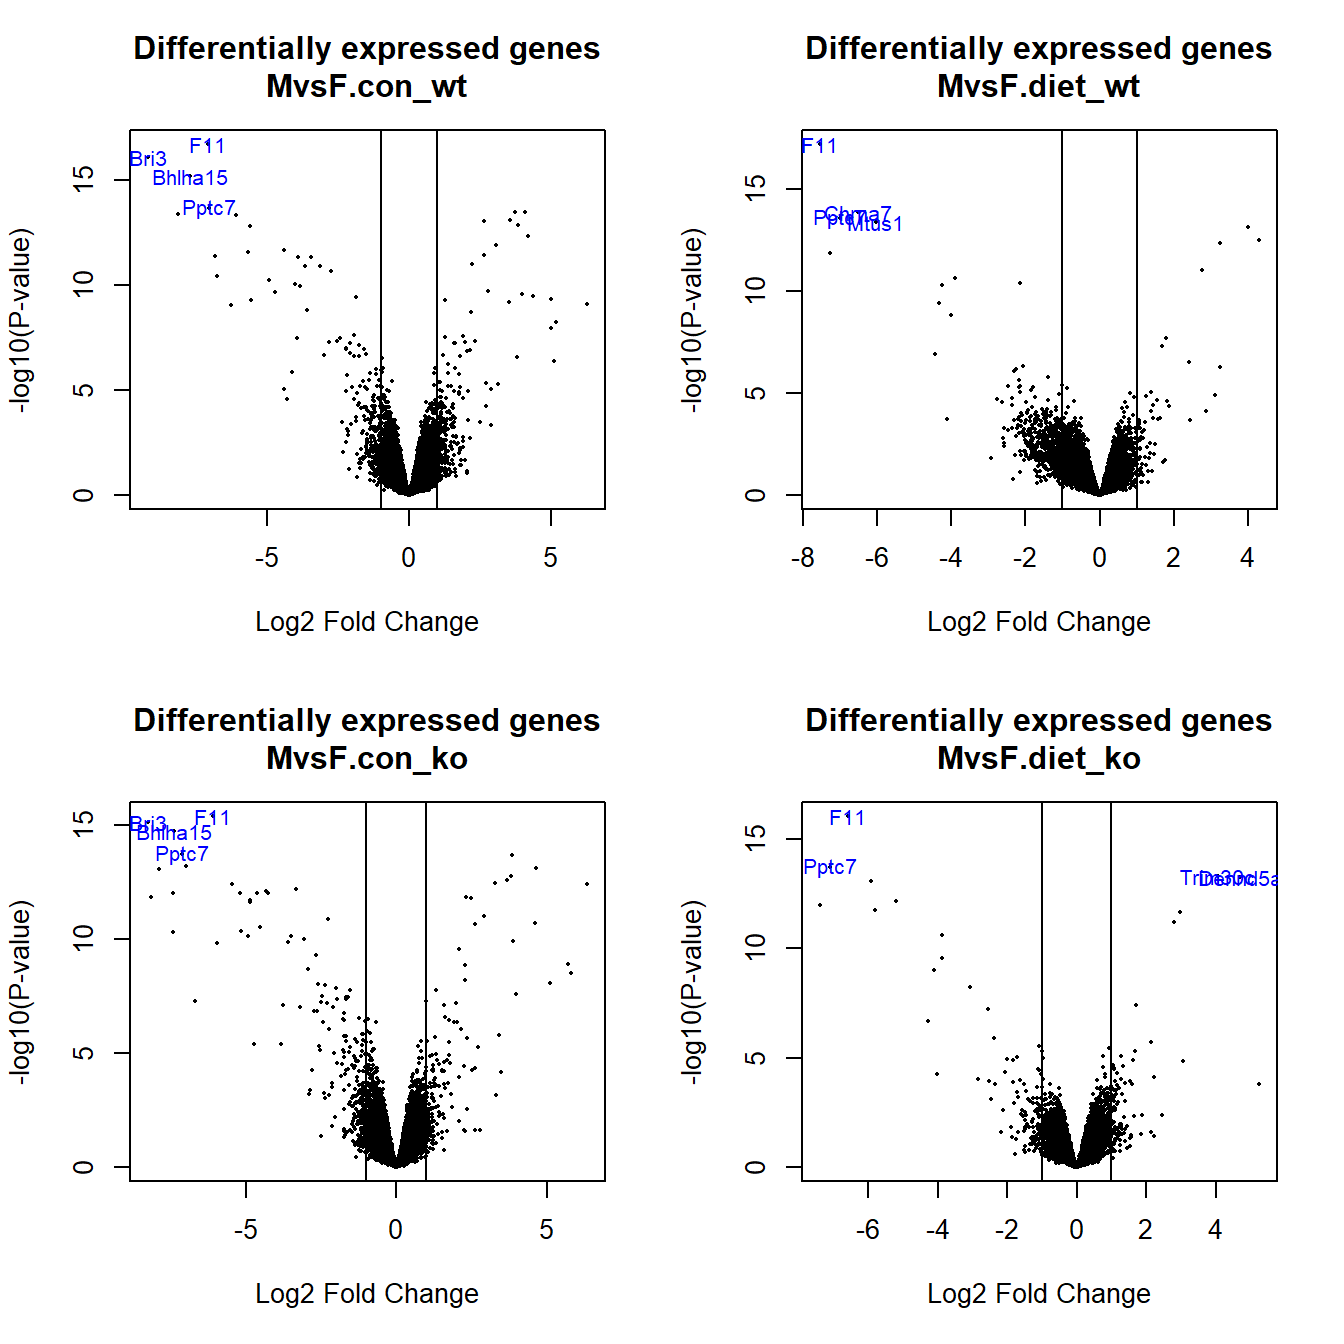 Differentially expressed genes
MvsF.con_wt
-log10(P-value)
15
10
5
0
F11
Bri3
Bhlha15
Pptc7
-5 0 5
Log2 Fold Change
Differentially expressed genes
MvsF.diet_wt
-log10(P-value)
15
10
5
0
F11
Pptc7
Mtus1
-8 -6 -4 -2 0 2 4
Log2 Fold Change
Differentially expressed genes
MvsF.con_ko
-log10(P-value)
15
10
5
0
F11
Bri3
Bhlha15
Pptc7
-5 0 5
Log2 Fold Change
Differentially expressed genes
MvsF.diet_ko
-log10(P-value)
15
10
5
0
F11
Pptc7
-6 -4 -2 0 2 4
Log2 Fold Change